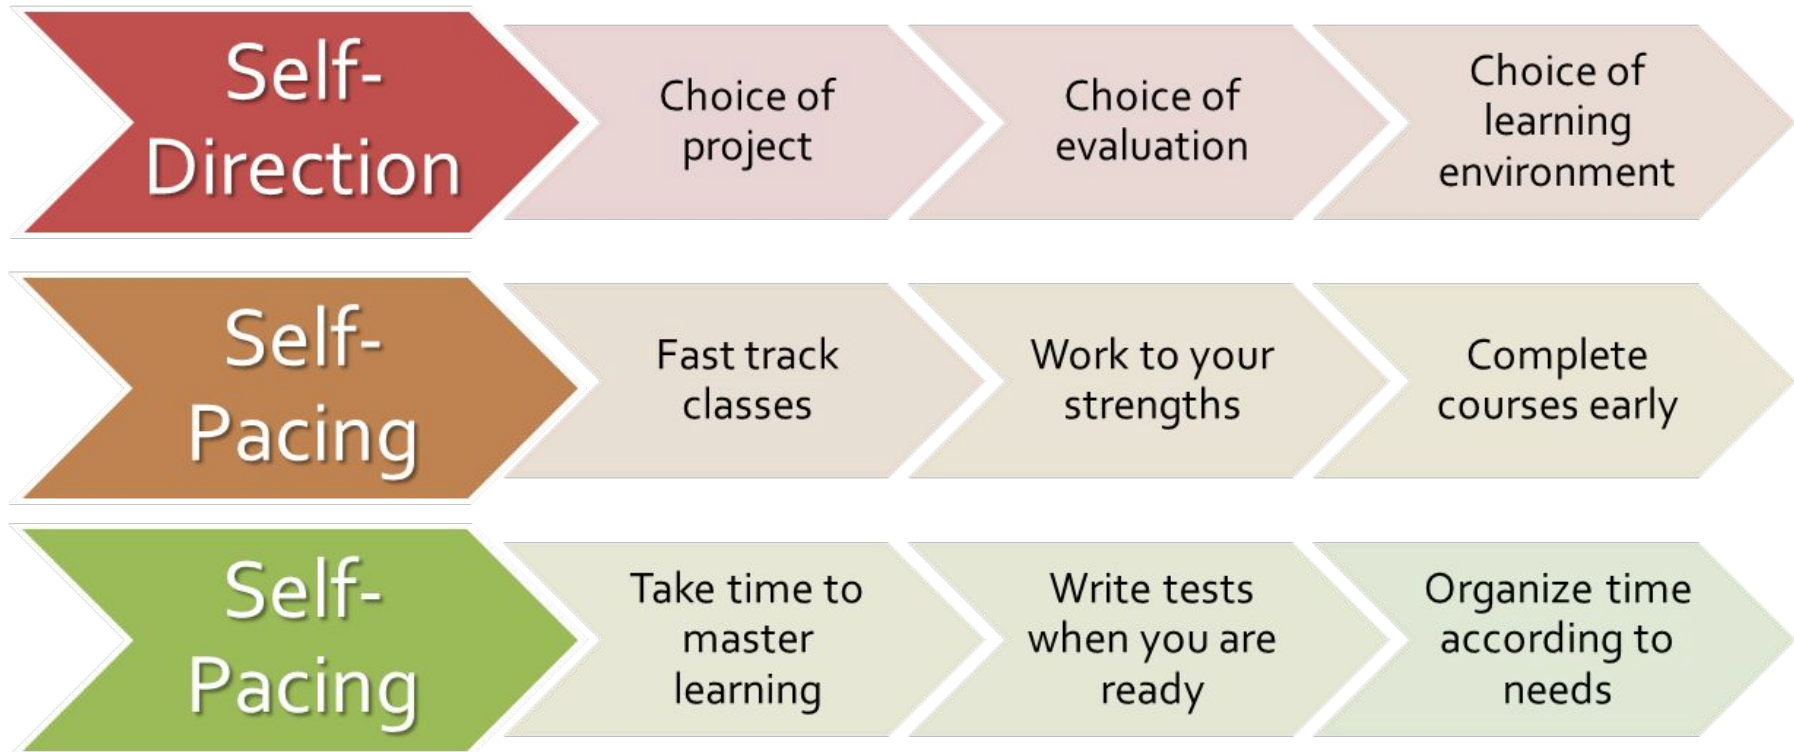 Self-
Direction
Choice of
project
Choice of
evaluation
Choice of
learning
environment
Self-
Pacing
Fast track
classes
Work to your
strengths
Complete
courses early
Self-
Pacing
Take time to
master
learning
Write tests
when you are
ready
Organize time
according to
needs